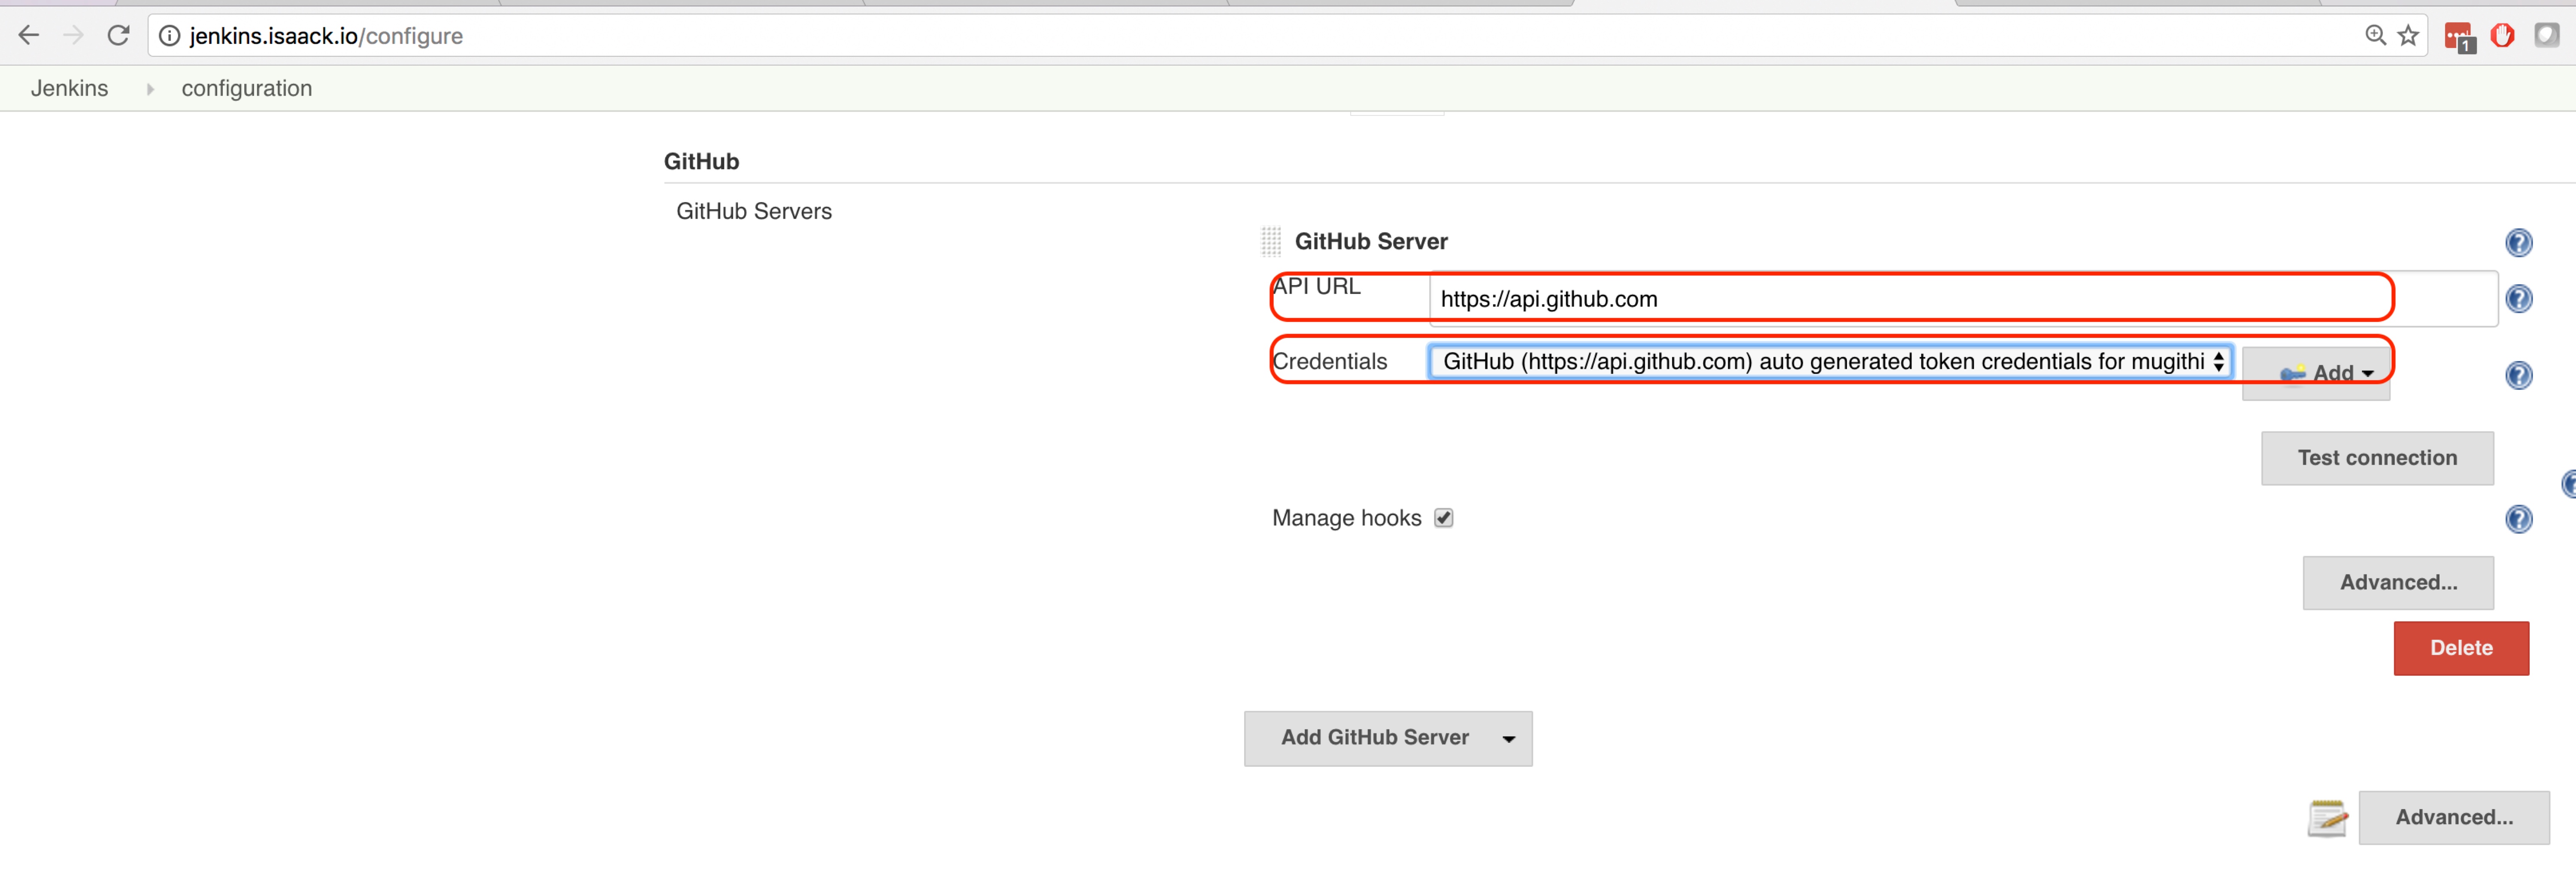 jenkins.isaack.io/configure
1
Jenkins configuration
GitHub
GitHub Servers
GitHub Server
API URL https://api.github.com
Credentials GitHub (https://api.github.com) auto generated token credentials for mugithi Add
Test connection
Manage hooks
Advanced...
Delete
Add GitHub Server
Advanced...